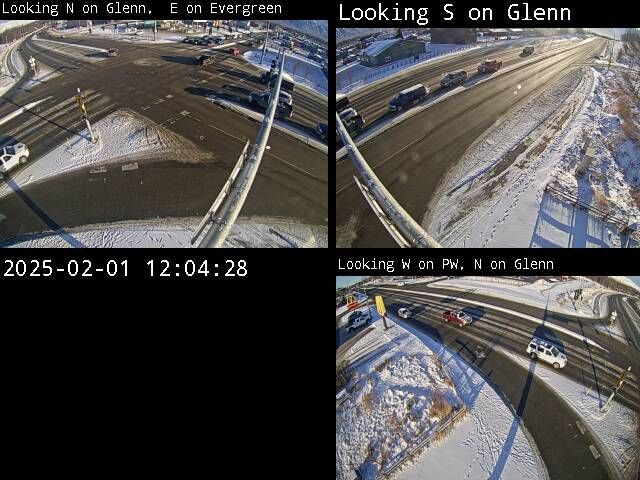 Looking N on Glenn,  E on Evergreen
Looking S on Glenn
2025-02-01 12:04:28
Looking W on PW, N on Glenn